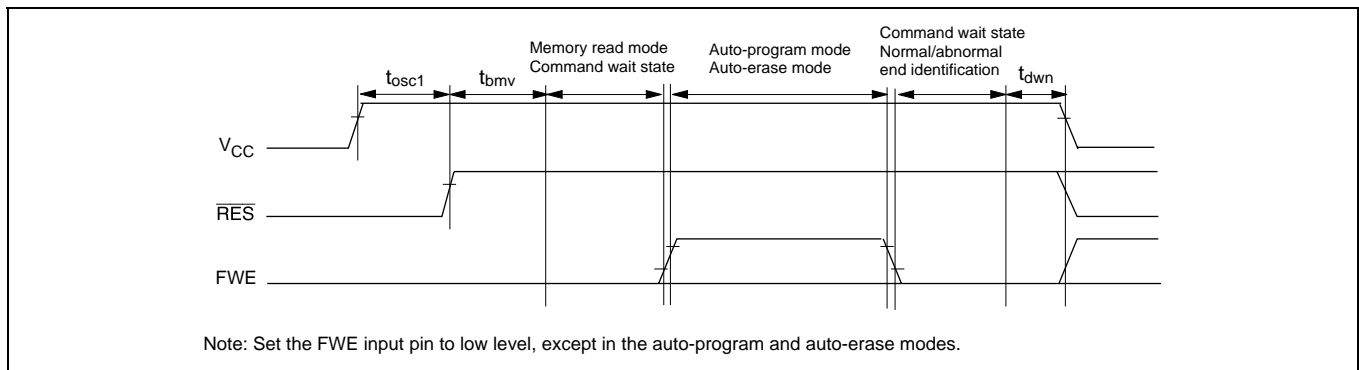 Memory read mode
Command wait state
Auto-program mode
Auto-erase mode
Command wait state
Normal/abnormal
end identification
tosc1
tbmv
tdwn
VCC
RES
FWE
Note: Set the FWE input pin to low level, except in the auto-program and auto-erase modes.